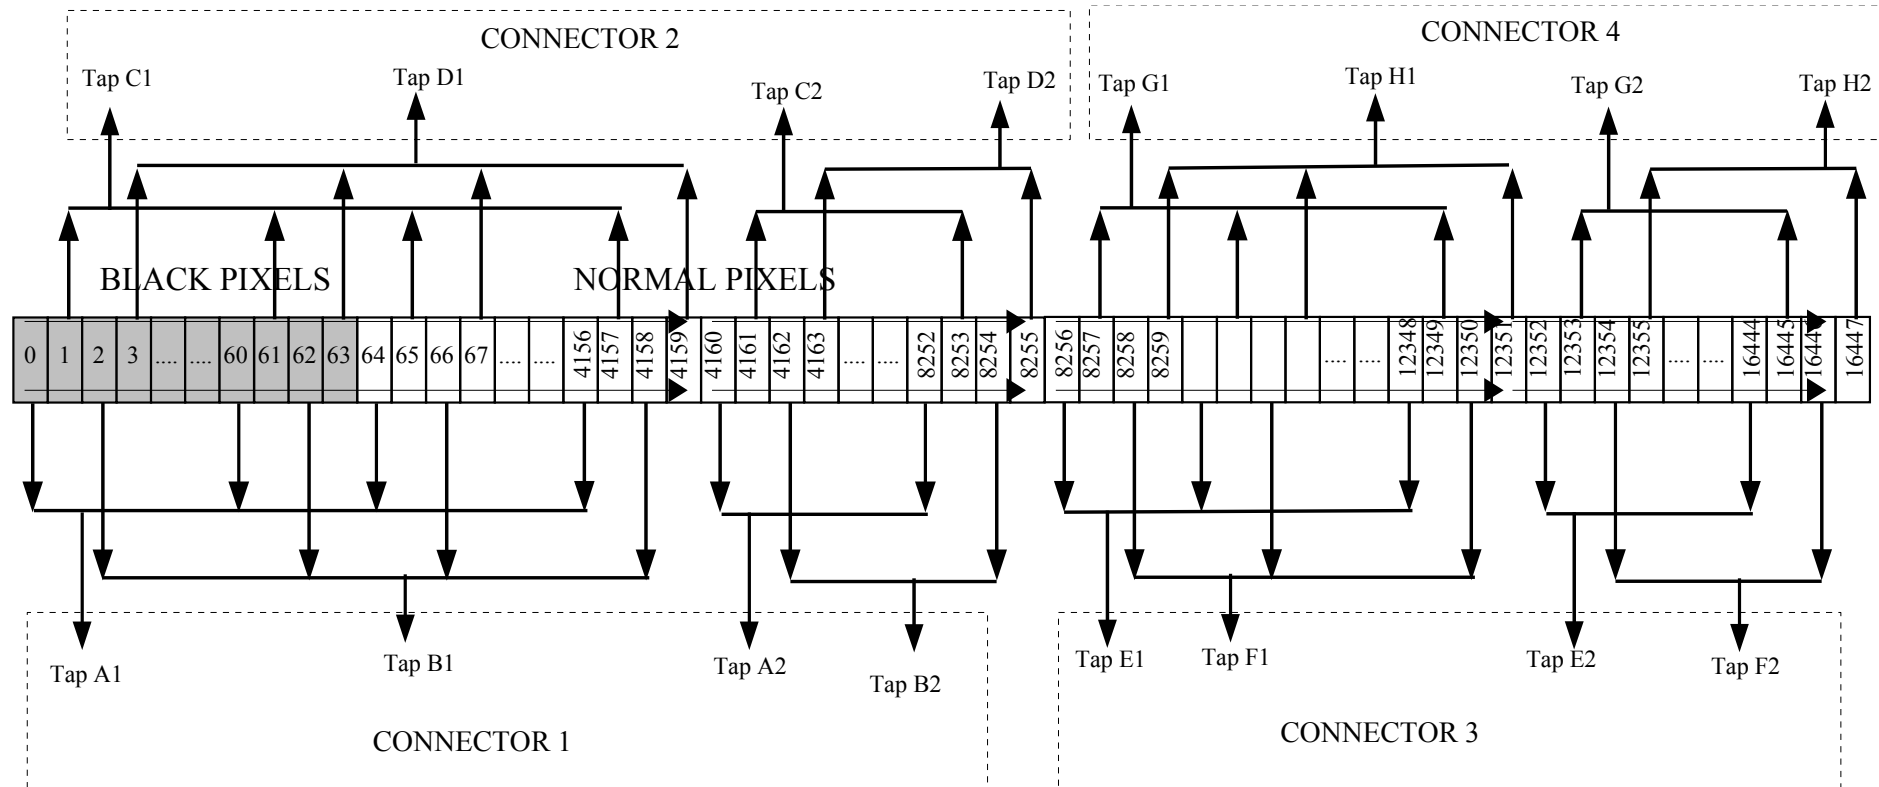 CONNECTOR 2
CONNECTOR 4
Tap C1
Tap D1
Tap C2
Tap D2
Tap G1
Tap H1
Tap G2
Tap H2
BLACK PIXELS
NORMAL PIXELS
0 1 2 3 .... .... 60 61 62 63 64 65 66 67 .... .... 4156 4157 4158 4159 4160 4161 4162 4163 .... .... 8252 8253 8254 8255 8256 8257 8258 8259 .... .... 12348 12349 12350 12351 12352 12353 12354 12355 .... .... 16444 16445 16446 16447
Tap A1
Tap B1
Tap A2
Tap B2
Tap E1
Tap F1
Tap E2
Tap F2
CONNECTOR 1
CONNECTOR 3